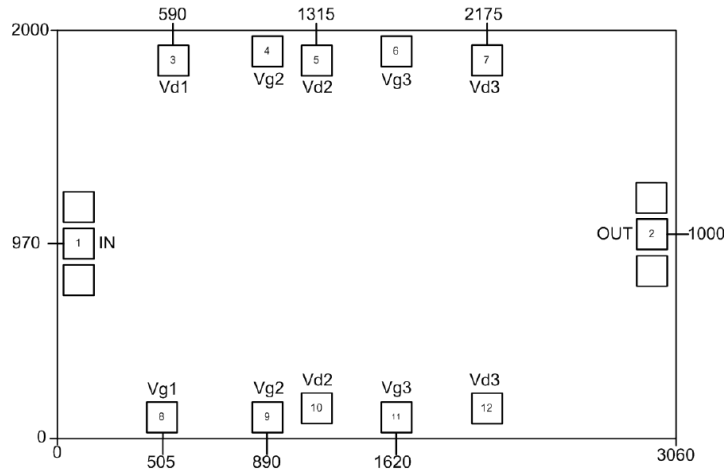 590 1315 2175
2000
3 4 5 6 7
Vd1 Vg2 Vd2 Vg3 Vd3
970 1 IN OUT 2 1000
Vg1 Vg2 Vd2 Vg3 Vd3
8 9 10 11 12
0
0 505 890 1620 3060